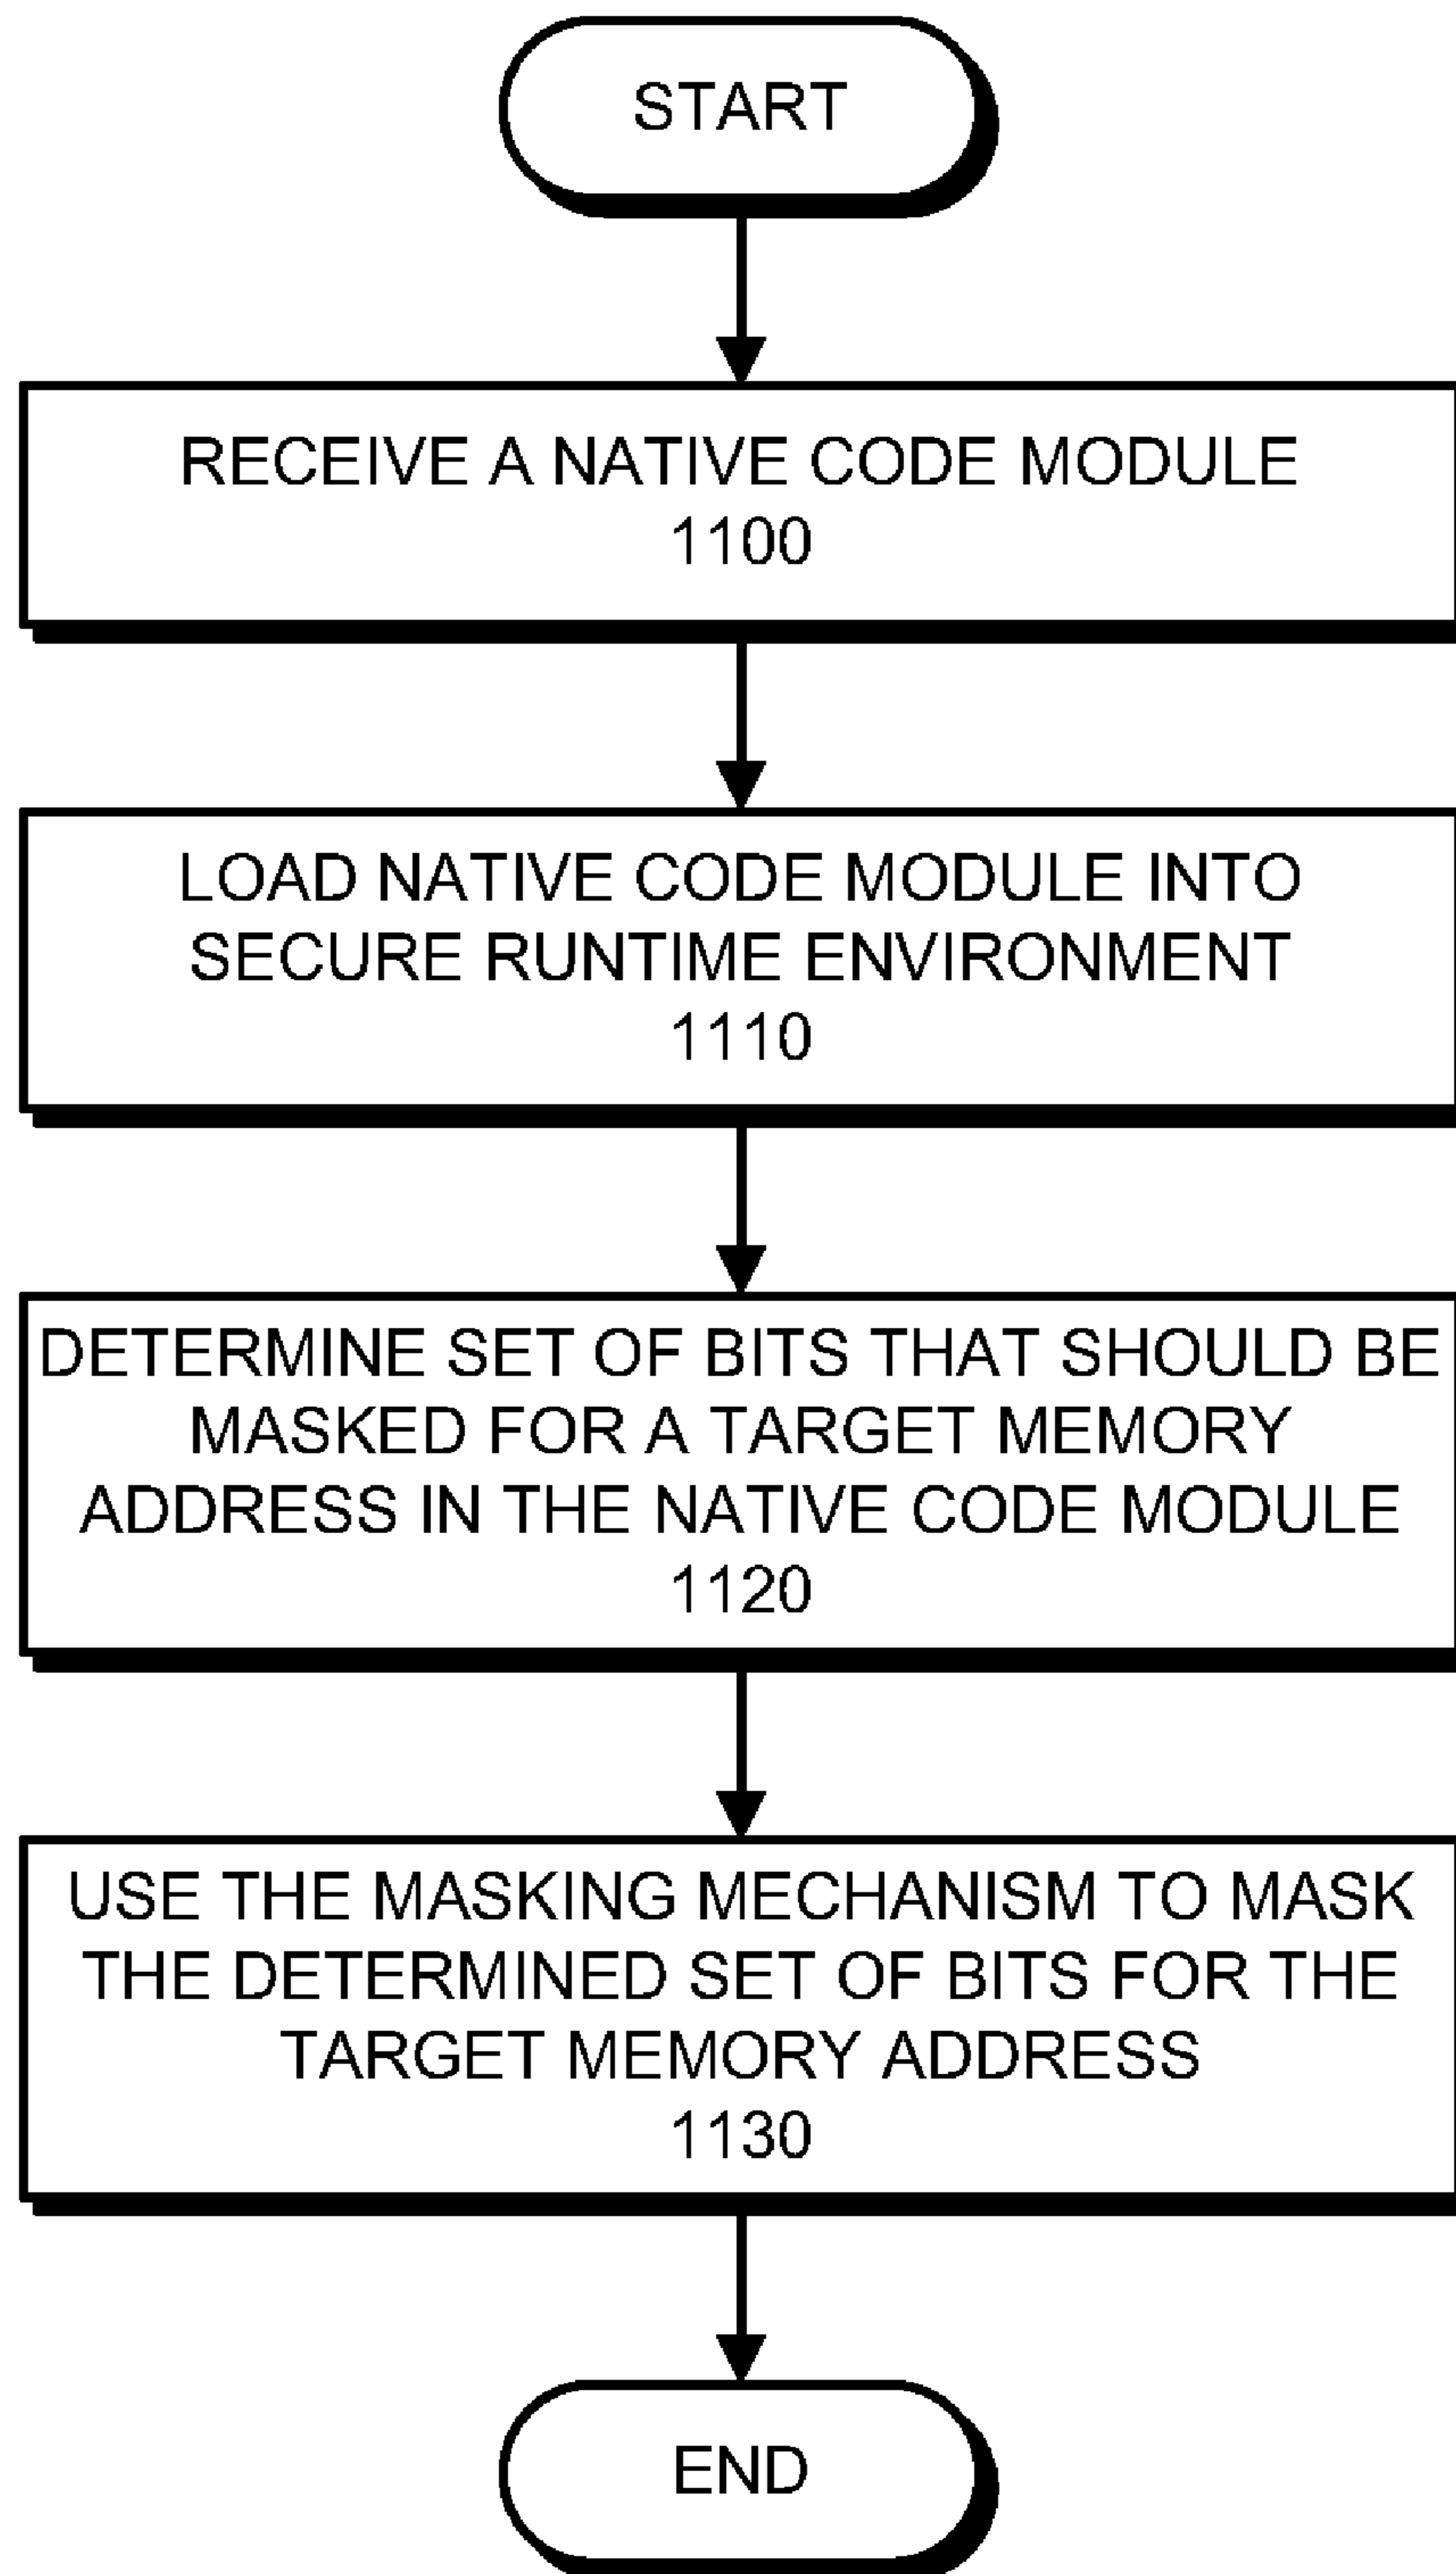 START
RECEIVE A NATIVE CODE MODULE
1100
LOAD NATIVE CODE MODULE INTO
SECURE RUNTIME ENVIRONMENT
1110
DETERMINE SET OF BITS THAT SHOULD BE
MASKED FOR A TARGET MEMORY
ADDRESS IN THE NATIVE CODE MODULE
1120
USE THE MASKING MECHANISM TO MASK
THE DETERMINED SET OF BITS FOR THE
TARGET MEMORY ADDRESS
1130
END